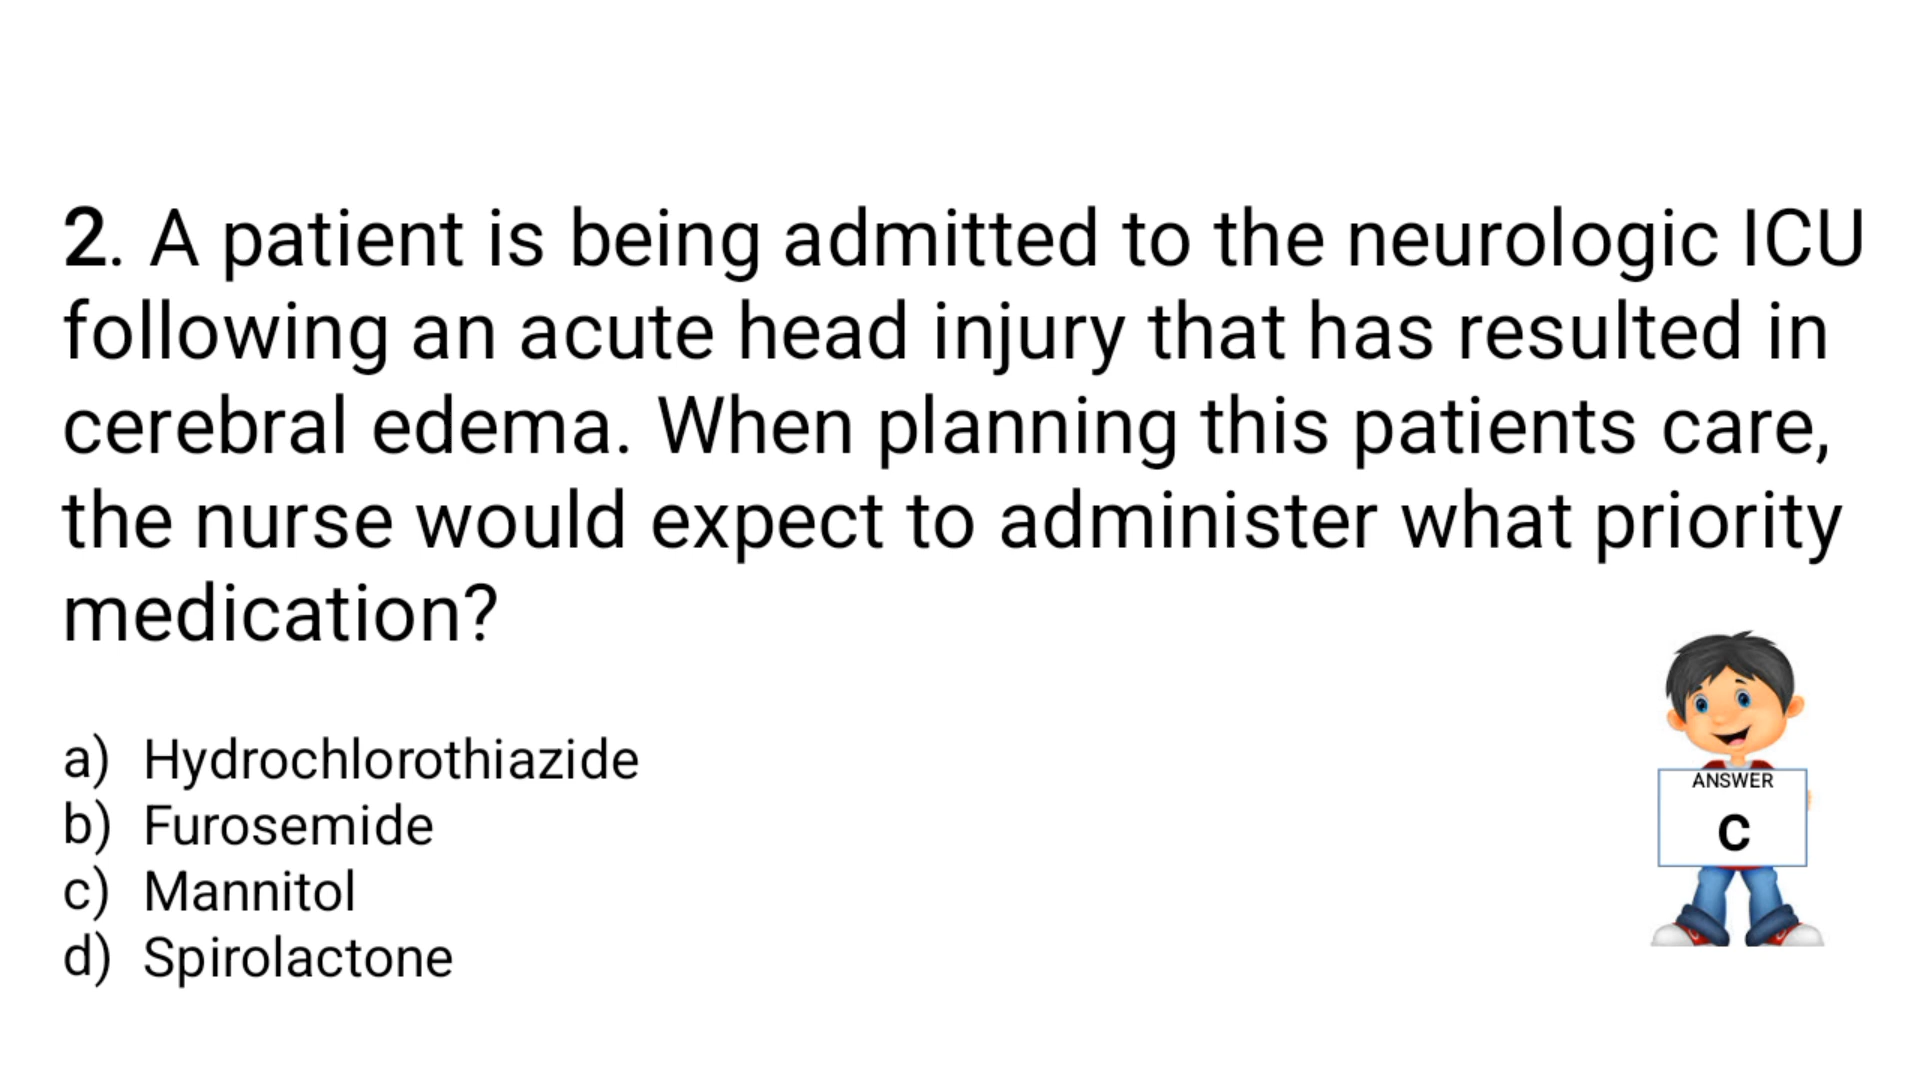 2. A patient is being admitted to the neurologic ICU
following an acute head injury that has resulted in
cerebral edema. When planning this patients care,
the nurse would expect to administer what priority
medication?
a) Hydrochlorothiazide
b) Furosemide
c) Mannitol
d) Spirolactone
ANSWER
C